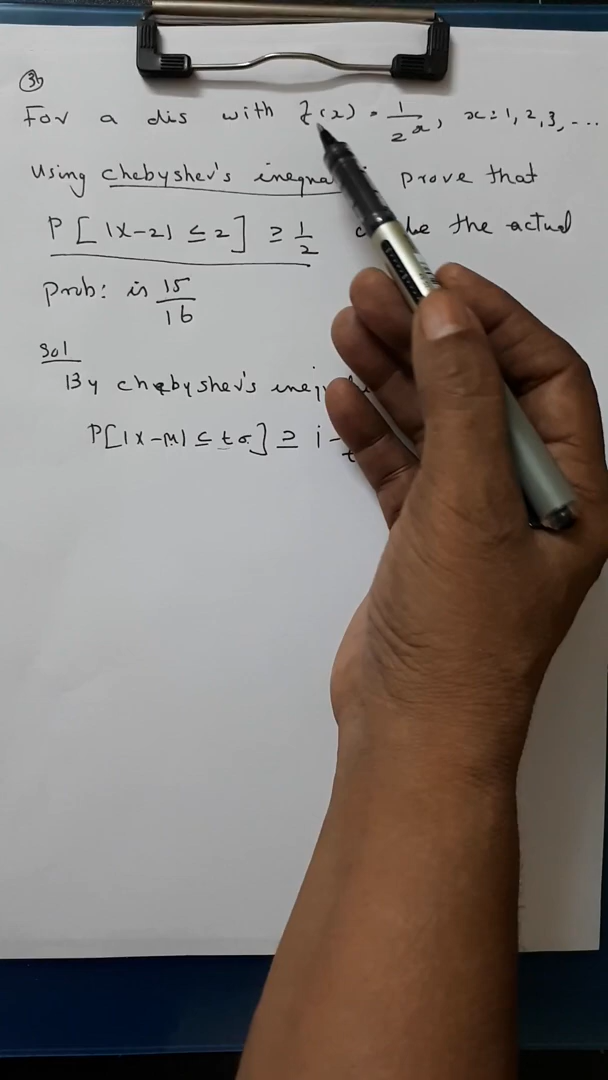 3
For a dis with f(x) = 1/2^x, x=1,2,3,...
Using chebyshev's prove that
P[|X-2| ≤ 2] ≥ 1/2 the actual
prob: is 15/16
Sol
By chebyshev's
P[|X-μ| ≤ tσ] ≥ 1 -